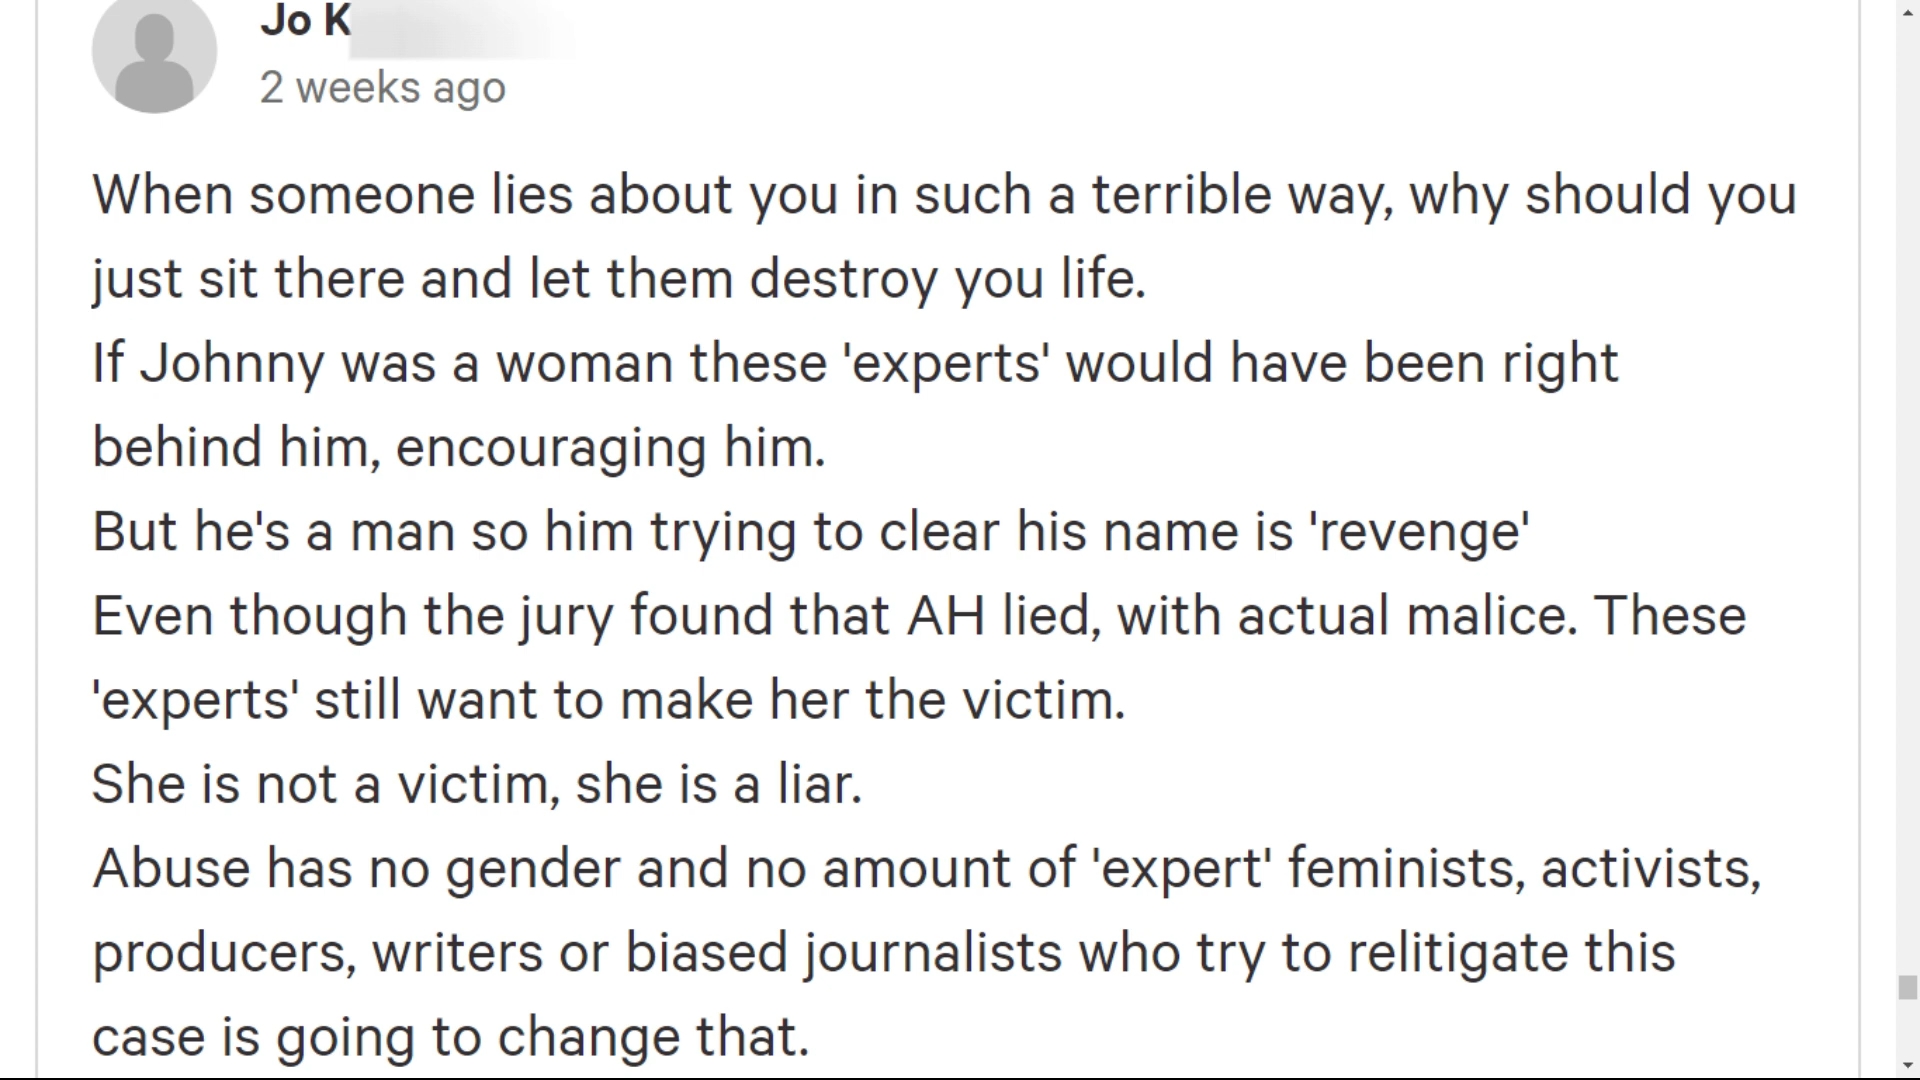 Jo K
2 weeks ago
When someone lies about you in such a terrible way, why should you
just sit there and let them destroy you life.
If Johnny was a woman these 'experts' would have been right
behind him, encouraging him.
But he's a man so him trying to clear his name is 'revenge'
Even though the jury found that AH lied, with actual malice. These
'experts' still want to make her the victim.
She is not a victim, she is a liar.
Abuse has no gender and no amount of 'expert' feminists, activists,
producers, writers or biased journalists who try to relitigate this
case is going to change that.